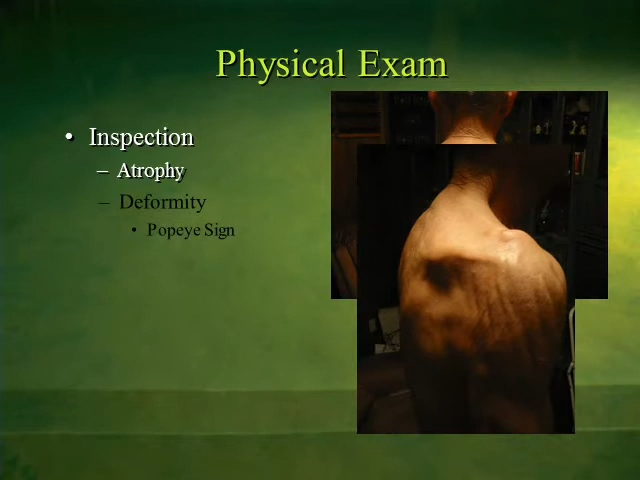 Physical Exam
• Inspection
– Atrophy
– Deformity
• Popeye Sign